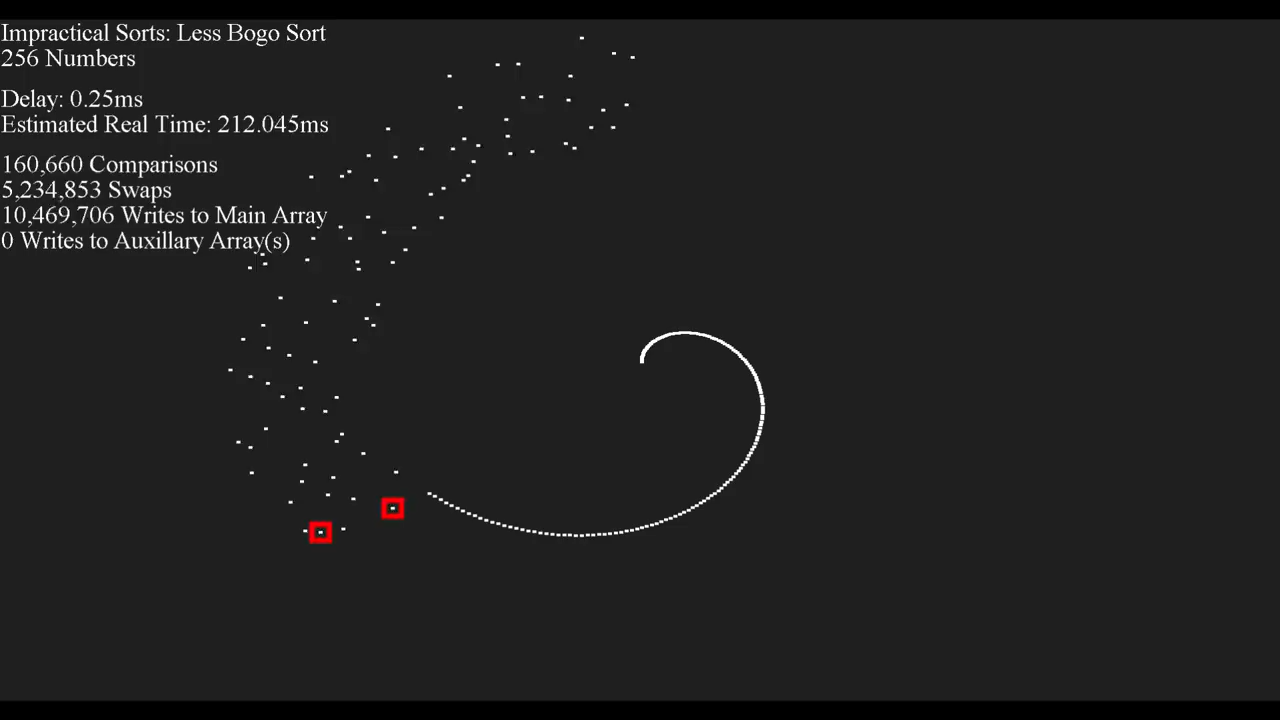 Impractical Sorts: Less Bogo Sort
256 Numbers
Delay: 0.25ms
Estimated Real Time: 212.045ms
160,660 Comparisons
5,234,853 Swaps
10,469,706 Writes to Main Array
0 Writes to Auxillary Array(s)